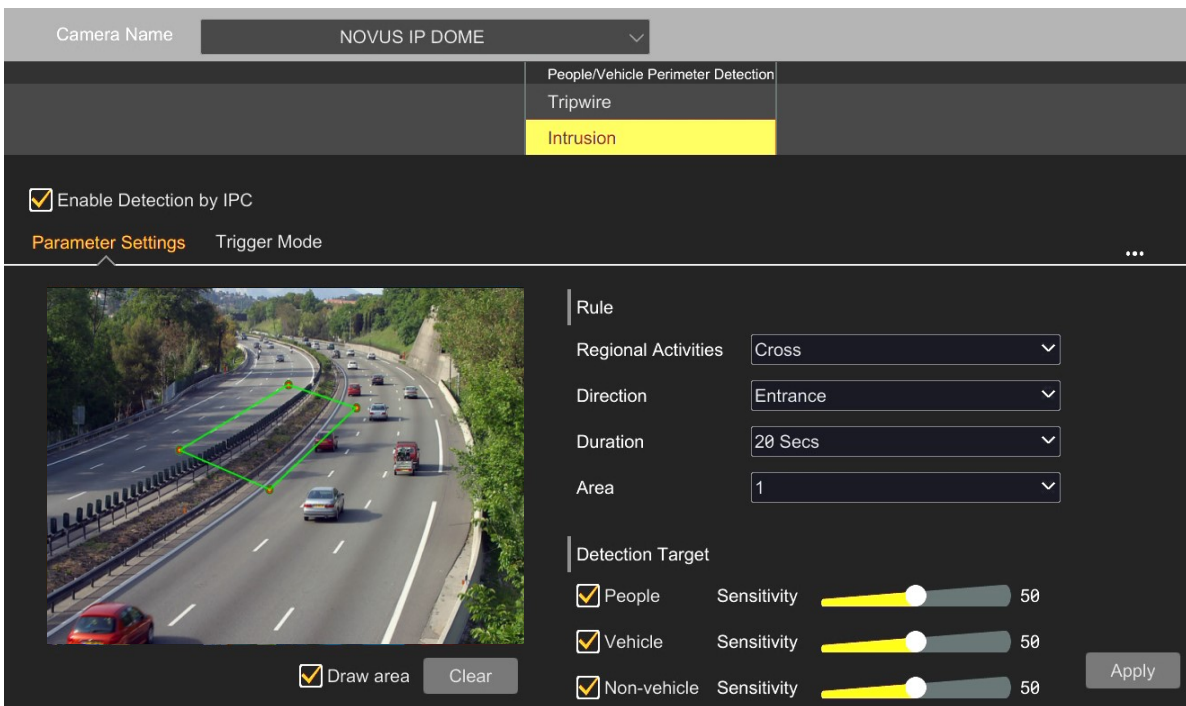 Camera Name NOVUS IP DOME
People/Vehicle Perimeter Detection
Tripwire
Intrusion
Enable Detection by IPC
Parameter Settings Trigger Mode
...
Rule
Regional Activities Cross
Direction Entrance
Duration 20 Secs
Area 1
Detection Target
People Sensitivity 50
Vehicle Sensitivity 50
Non-vehicle Sensitivity 50
Draw area Clear
Apply